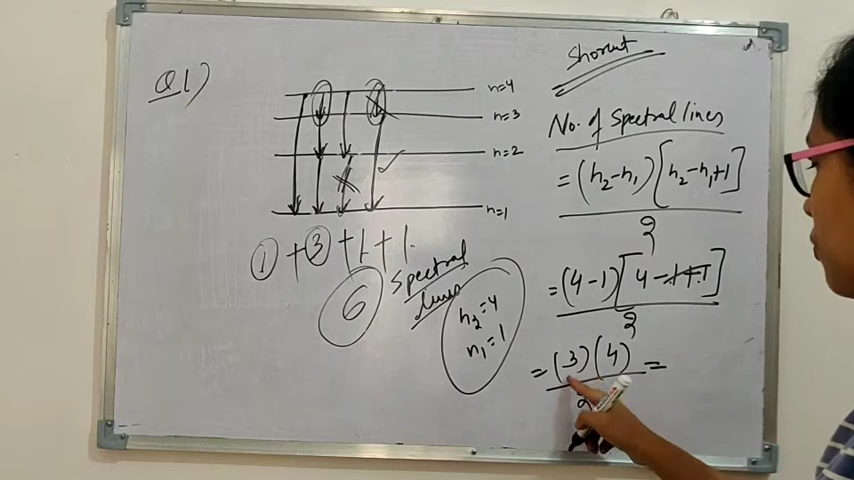 Q1)
n=4
n=3
n=2
n=1
1 + 3 + 1 + 1.
6 Spectral
lines
n₂=4
n₁=1
Shorcut
No. of Spectral lines
= (n₂-n₁)[n₂-n₁+1]
2
= (4-1)[4-1+1]
2
= (3)(4) =
2